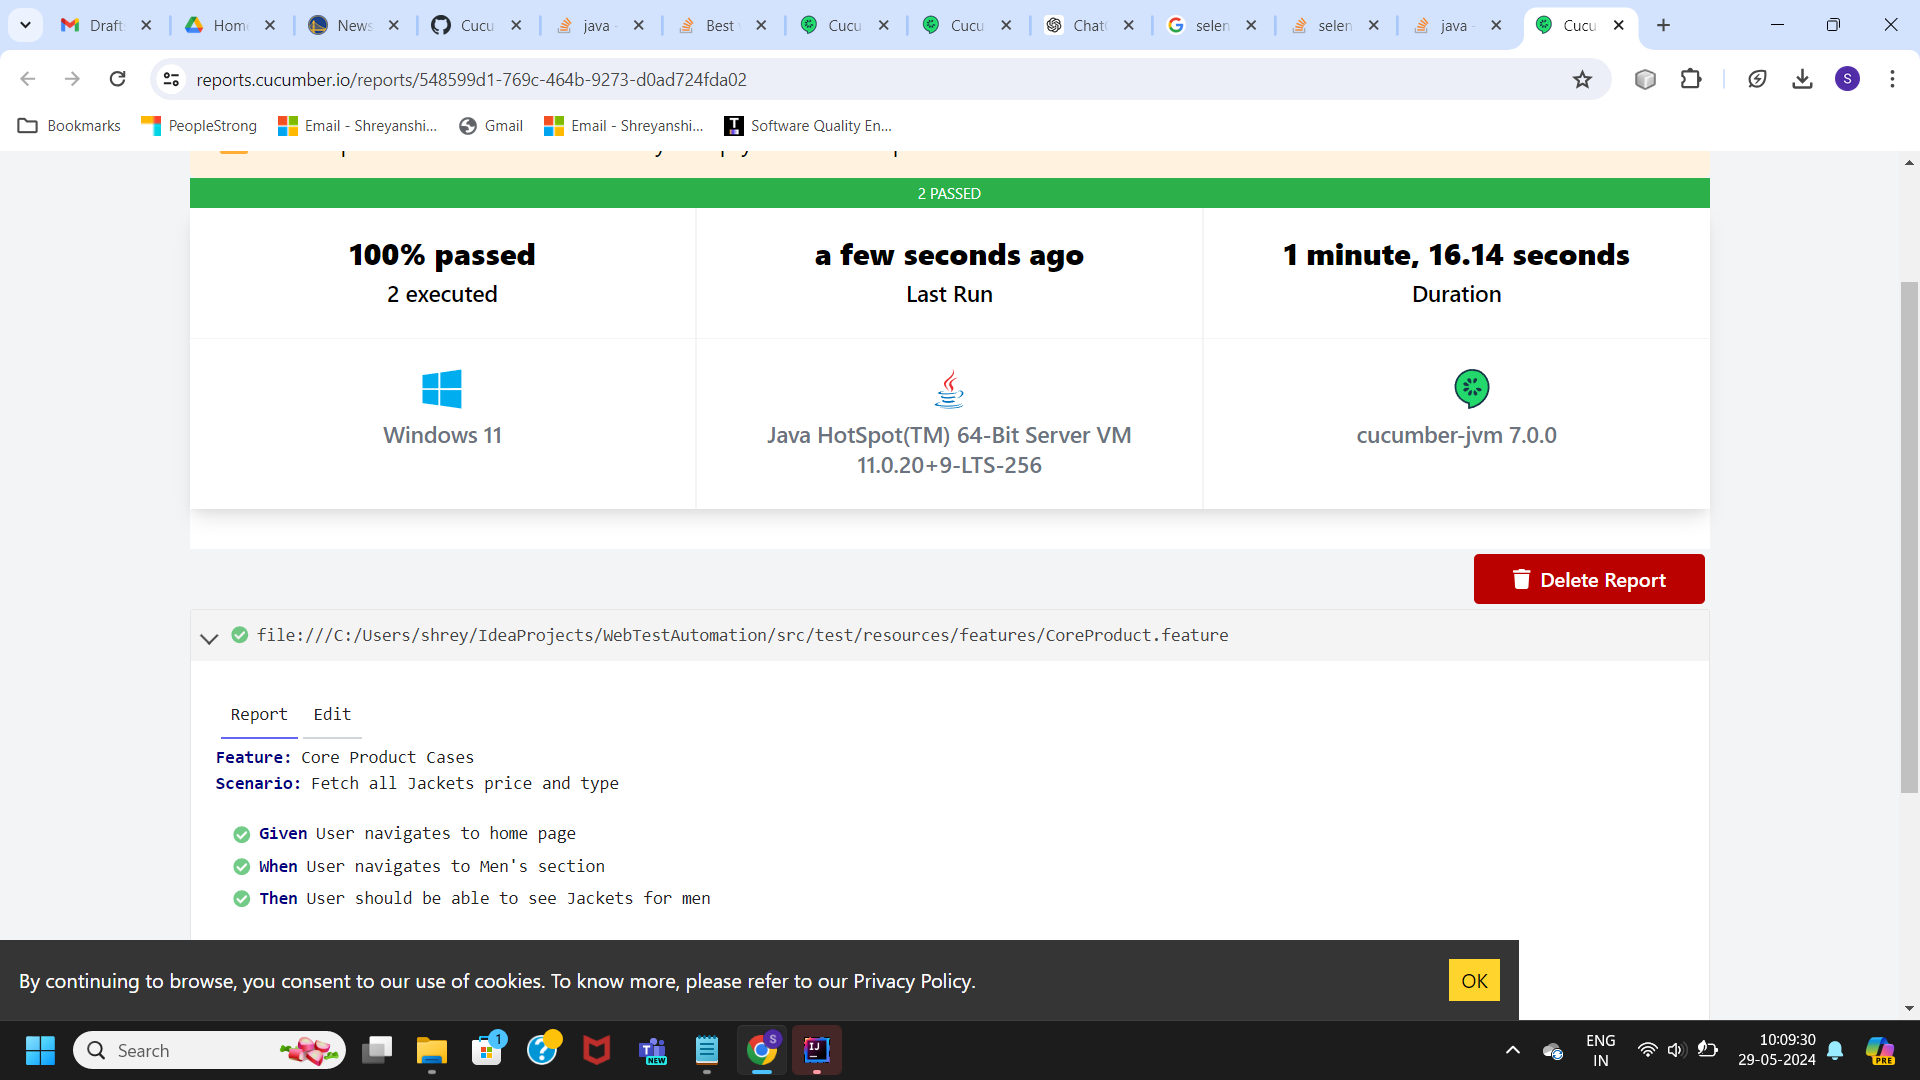 Draft
Home
News
Cucu
java -
Best
Cucu
Cucu
Chat
selen
selen
java -
Cucu
reports.cucumber.io/reports/548599d1-769c-464b-9273-d0ad724fda02
S
Bookmarks
PeopleStrong
Email - Shreyanshi...
Gmail
Email - Shreyanshi...
T
Software Quality En...
2 PASSED
100% passed
2 executed
a few seconds ago
Last Run
1 minute, 16.14 seconds
Duration
Windows 11
Java HotSpot(TM) 64-Bit Server VM
11.0.20+9-LTS-256
cucumber-jvm 7.0.0
Delete Report
file:///C:/Users/shrey/IdeaProjects/WebTestAutomation/src/test/resources/features/CoreProduct.feature
Report
Edit
Feature: Core Product Cases
Scenario: Fetch all Jackets price and type
Given User navigates to home page
When User navigates to Men's section
Then User should be able to see Jackets for men
By continuing to browse, you consent to our use of cookies. To know more, please refer to our Privacy Policy.
OK
Search
1
NEW
S
IJ
ENG
IN
10:09:30
29-05-2024
PRE